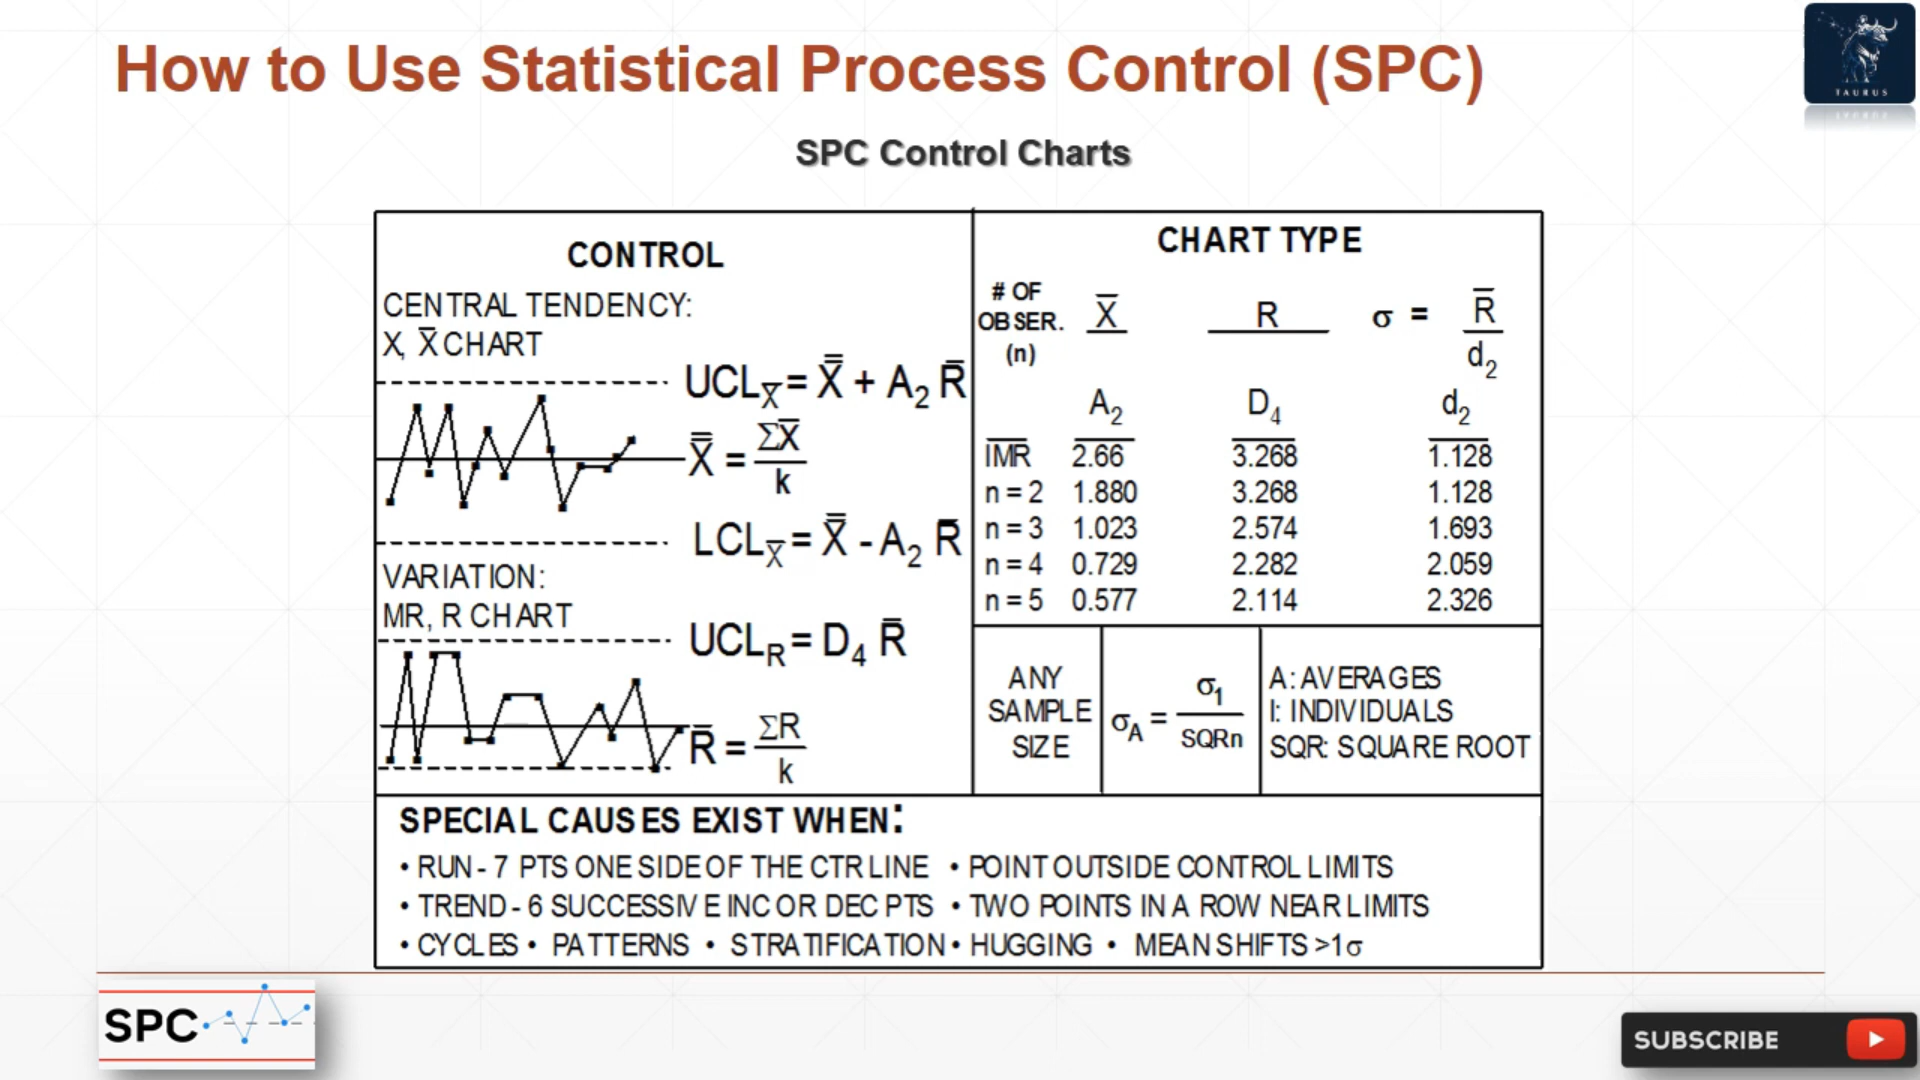 How to Use Statistical Process Control (SPC)
TAURUS
SPC Control Charts
CONTROL
CENTRAL TENDENCY:
X, X̅ CHART
UCL_X̅ = X̿ + A₂ R̅
X̿ = ΣX̅ / k
LCL_X̅ = X̿ - A₂ R̅
VARIATION:
MR, R CHART
UCL_R = D₄ R̅
R̅ = ΣR / k
CHART TYPE
# OF OBSER. (n) X̅ R σ = R̅ / d₂
A₂ D₄ d₂
IMR 2.66 3.268 1.128
n = 2 1.880 3.268 1.128
n = 3 1.023 2.574 1.693
n = 4 0.729 2.282 2.059
n = 5 0.577 2.114 2.326
ANY
SAMPLE
SIZE
σ_A = σ₁ / SQRn
A: AVERAGES
I: INDIVIDUALS
SQR: SQUARE ROOT
SPECIAL CAUSES EXIST WHEN:
• RUN - 7 PTS ONE SIDE OF THE CTR LINE • POINT OUTSIDE CONTROL LIMITS
• TREND - 6 SUCCESSIVE INC OR DEC PTS • TWO POINTS IN A ROW NEAR LIMITS
• CYCLES • PATTERNS • STRATIFICATION • HUGGING • MEAN SHIFTS >1σ
SPC
SUBSCRIBE